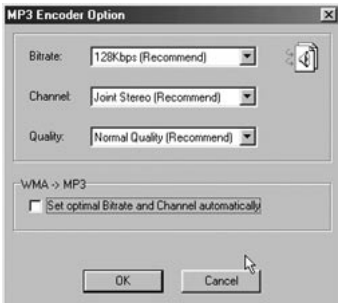 MP3 Encoder Option
Bitrate: 128Kbps (Recommend)
Channel: Joint Stereo (Recommend)
Quality: Normal Quality (Recommend)
WMA -> MP3
Set optimal Bitrate and Channel automatically
OK Cancel